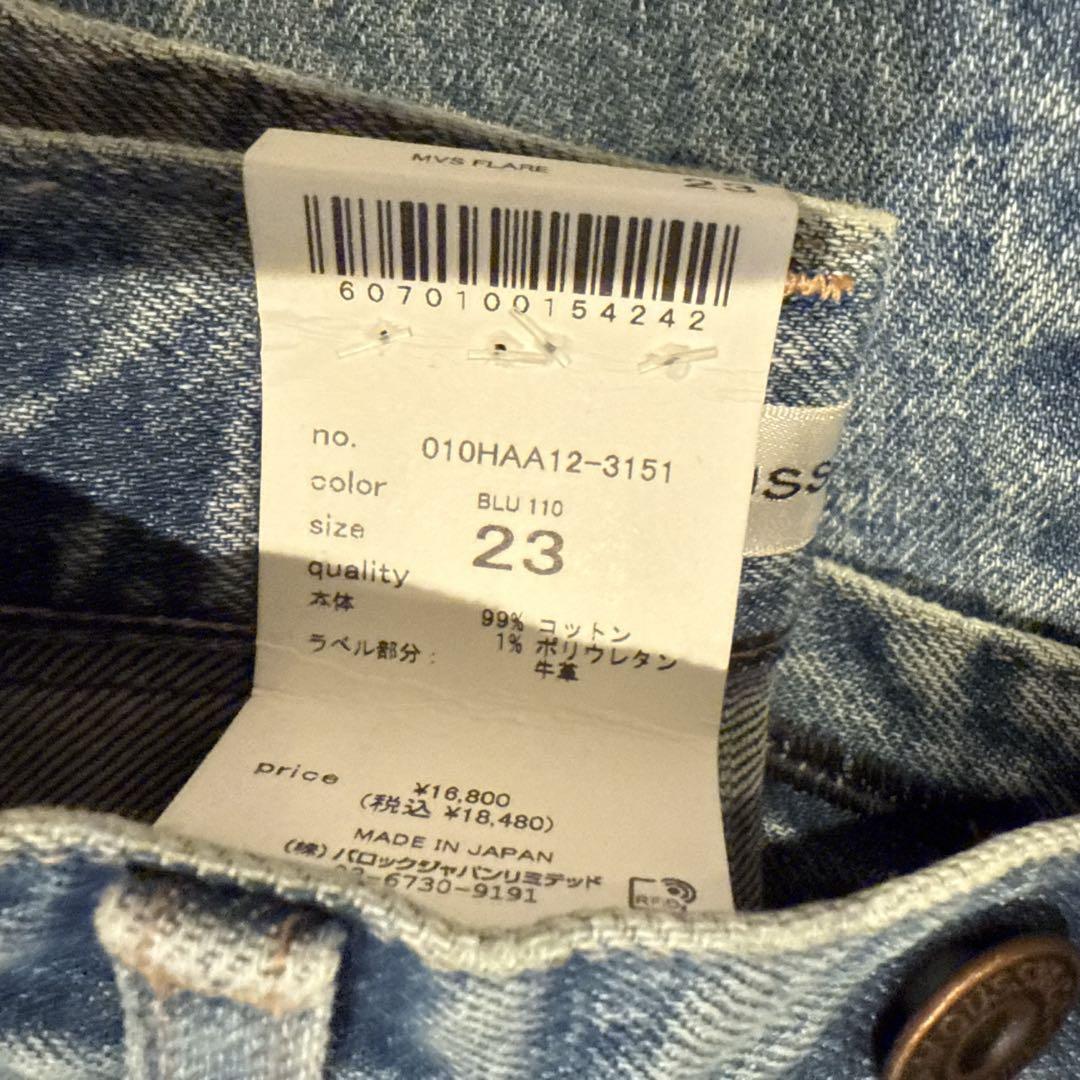 MVS FLARE 23
6070100154242
no. 010HAA12-3151
color BLU 110
size 23
quality
本体 99% コットン
1% ポリウレタン
ラベル部分: 牛革
price ¥16,800
(税込 ¥18,480)
MADE IN JAPAN
(株)バロックジャパンリミテッド
03-6730-9191
RFID